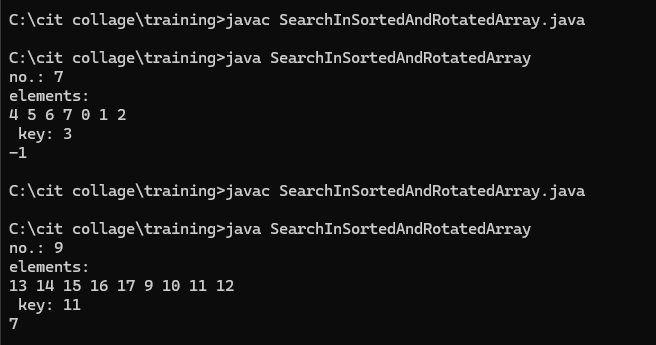 C:\cit collage\training>javac SearchInSortedAndRotatedArray.java
C:\cit collage\training>java SearchInSortedAndRotatedArray
no.: 7
elements:
4 5 6 7 0 1 2
key: 3
-1
C:\cit collage\training>javac SearchInSortedAndRotatedArray.java
C:\cit collage\training>java SearchInSortedAndRotatedArray
no.: 9
elements:
13 14 15 16 17 9 10 11 12
key: 11
7